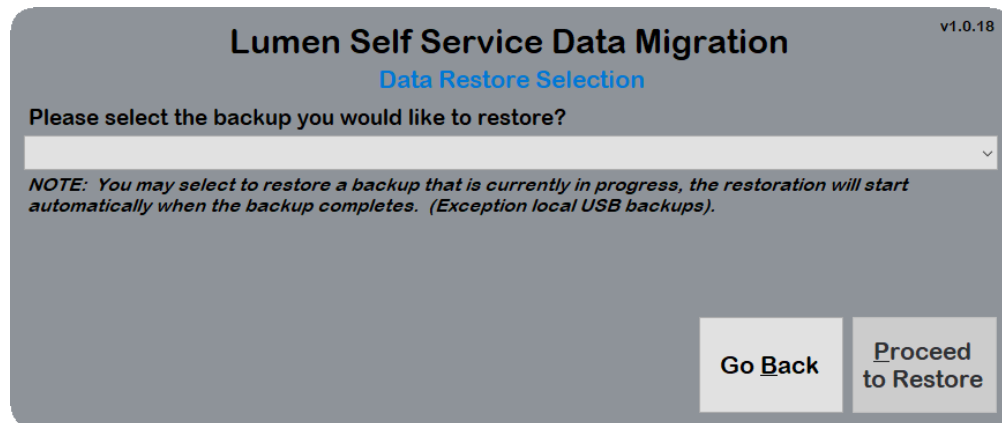 v1.0.18
Lumen Self Service Data Migration
Data Restore Selection
Please select the backup you would like to restore?
NOTE:  You may select to restore a backup that is currently in progress, the restoration will start
automatically when the backup completes.  (Exception local USB backups).
Go Back
Proceed
to Restore